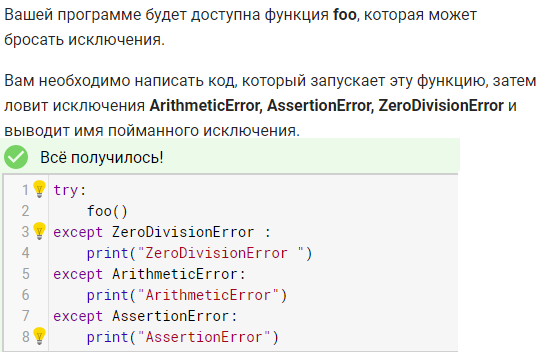 Вашей программе будет доступна функция foo, которая может
бросать исключения.
Вам необходимо написать код, который запускает эту функцию, затем
ловит исключения ArithmeticError, AssertionError, ZeroDivisionError и
выводит имя пойманного исключения.
Всё получилось!
1 try:
2     foo()
3 except ZeroDivisionError :
4     print("ZeroDivisionError ")
5 except ArithmeticError:
6     print("ArithmeticError")
7 except AssertionError:
8     print("AssertionError")